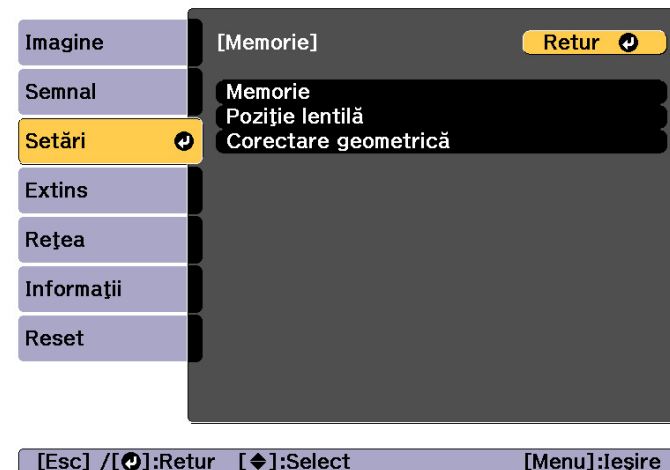 Imagine
Semnal
Setări
Extins
Reţea
Informaţii
Reset
[Memorie]
Retur
Memorie
Poziţie lentilă
Corectare geometrică
[Esc] /[⏎]:Retur [◆]:Select [Menu]:Ieşire